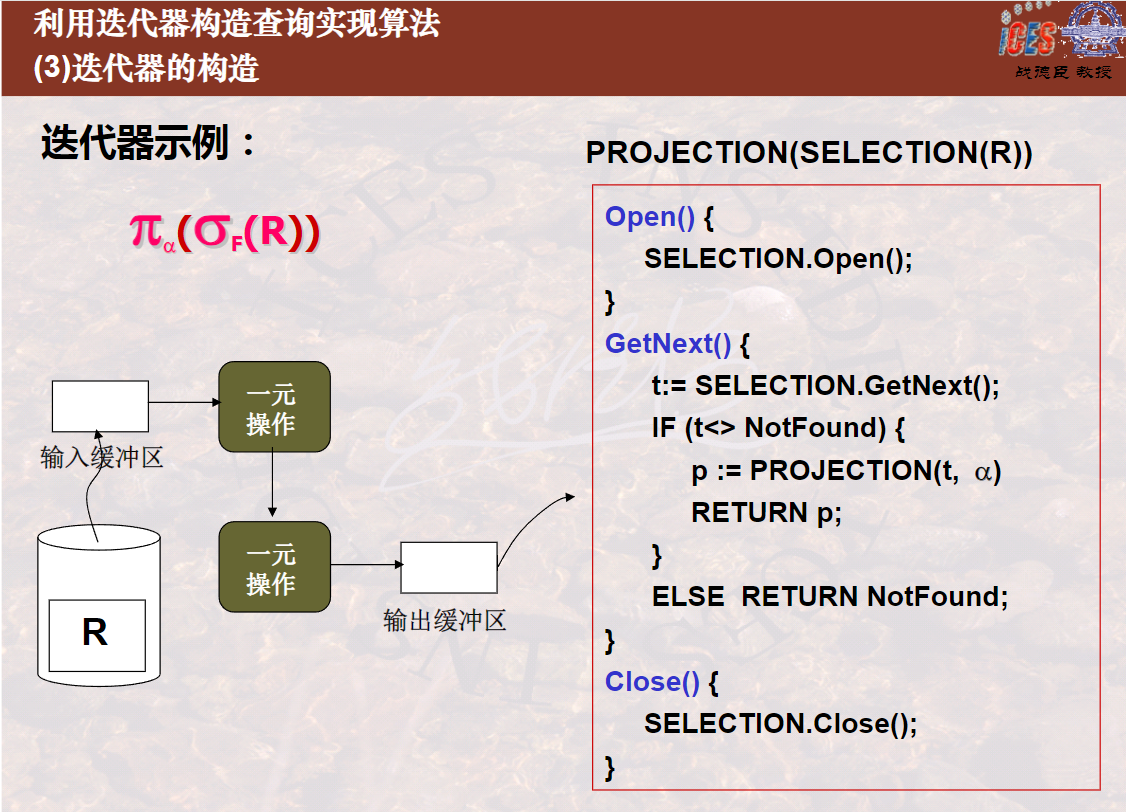 利用迭代器构造查询实现算法
(3)迭代器的构造
iCES
战德臣 教授
迭代器示例：
πα(σF(R))
输入缓冲区
一元
操作
一元
操作
R
输出缓冲区
PROJECTION(SELECTION(R))
Open() {
SELECTION.Open();
}
GetNext() {
t:= SELECTION.GetNext();
IF (t<> NotFound) {
p := PROJECTION(t, α)
RETURN p;
}
ELSE RETURN NotFound;
}
Close() {
SELECTION.Close();
}